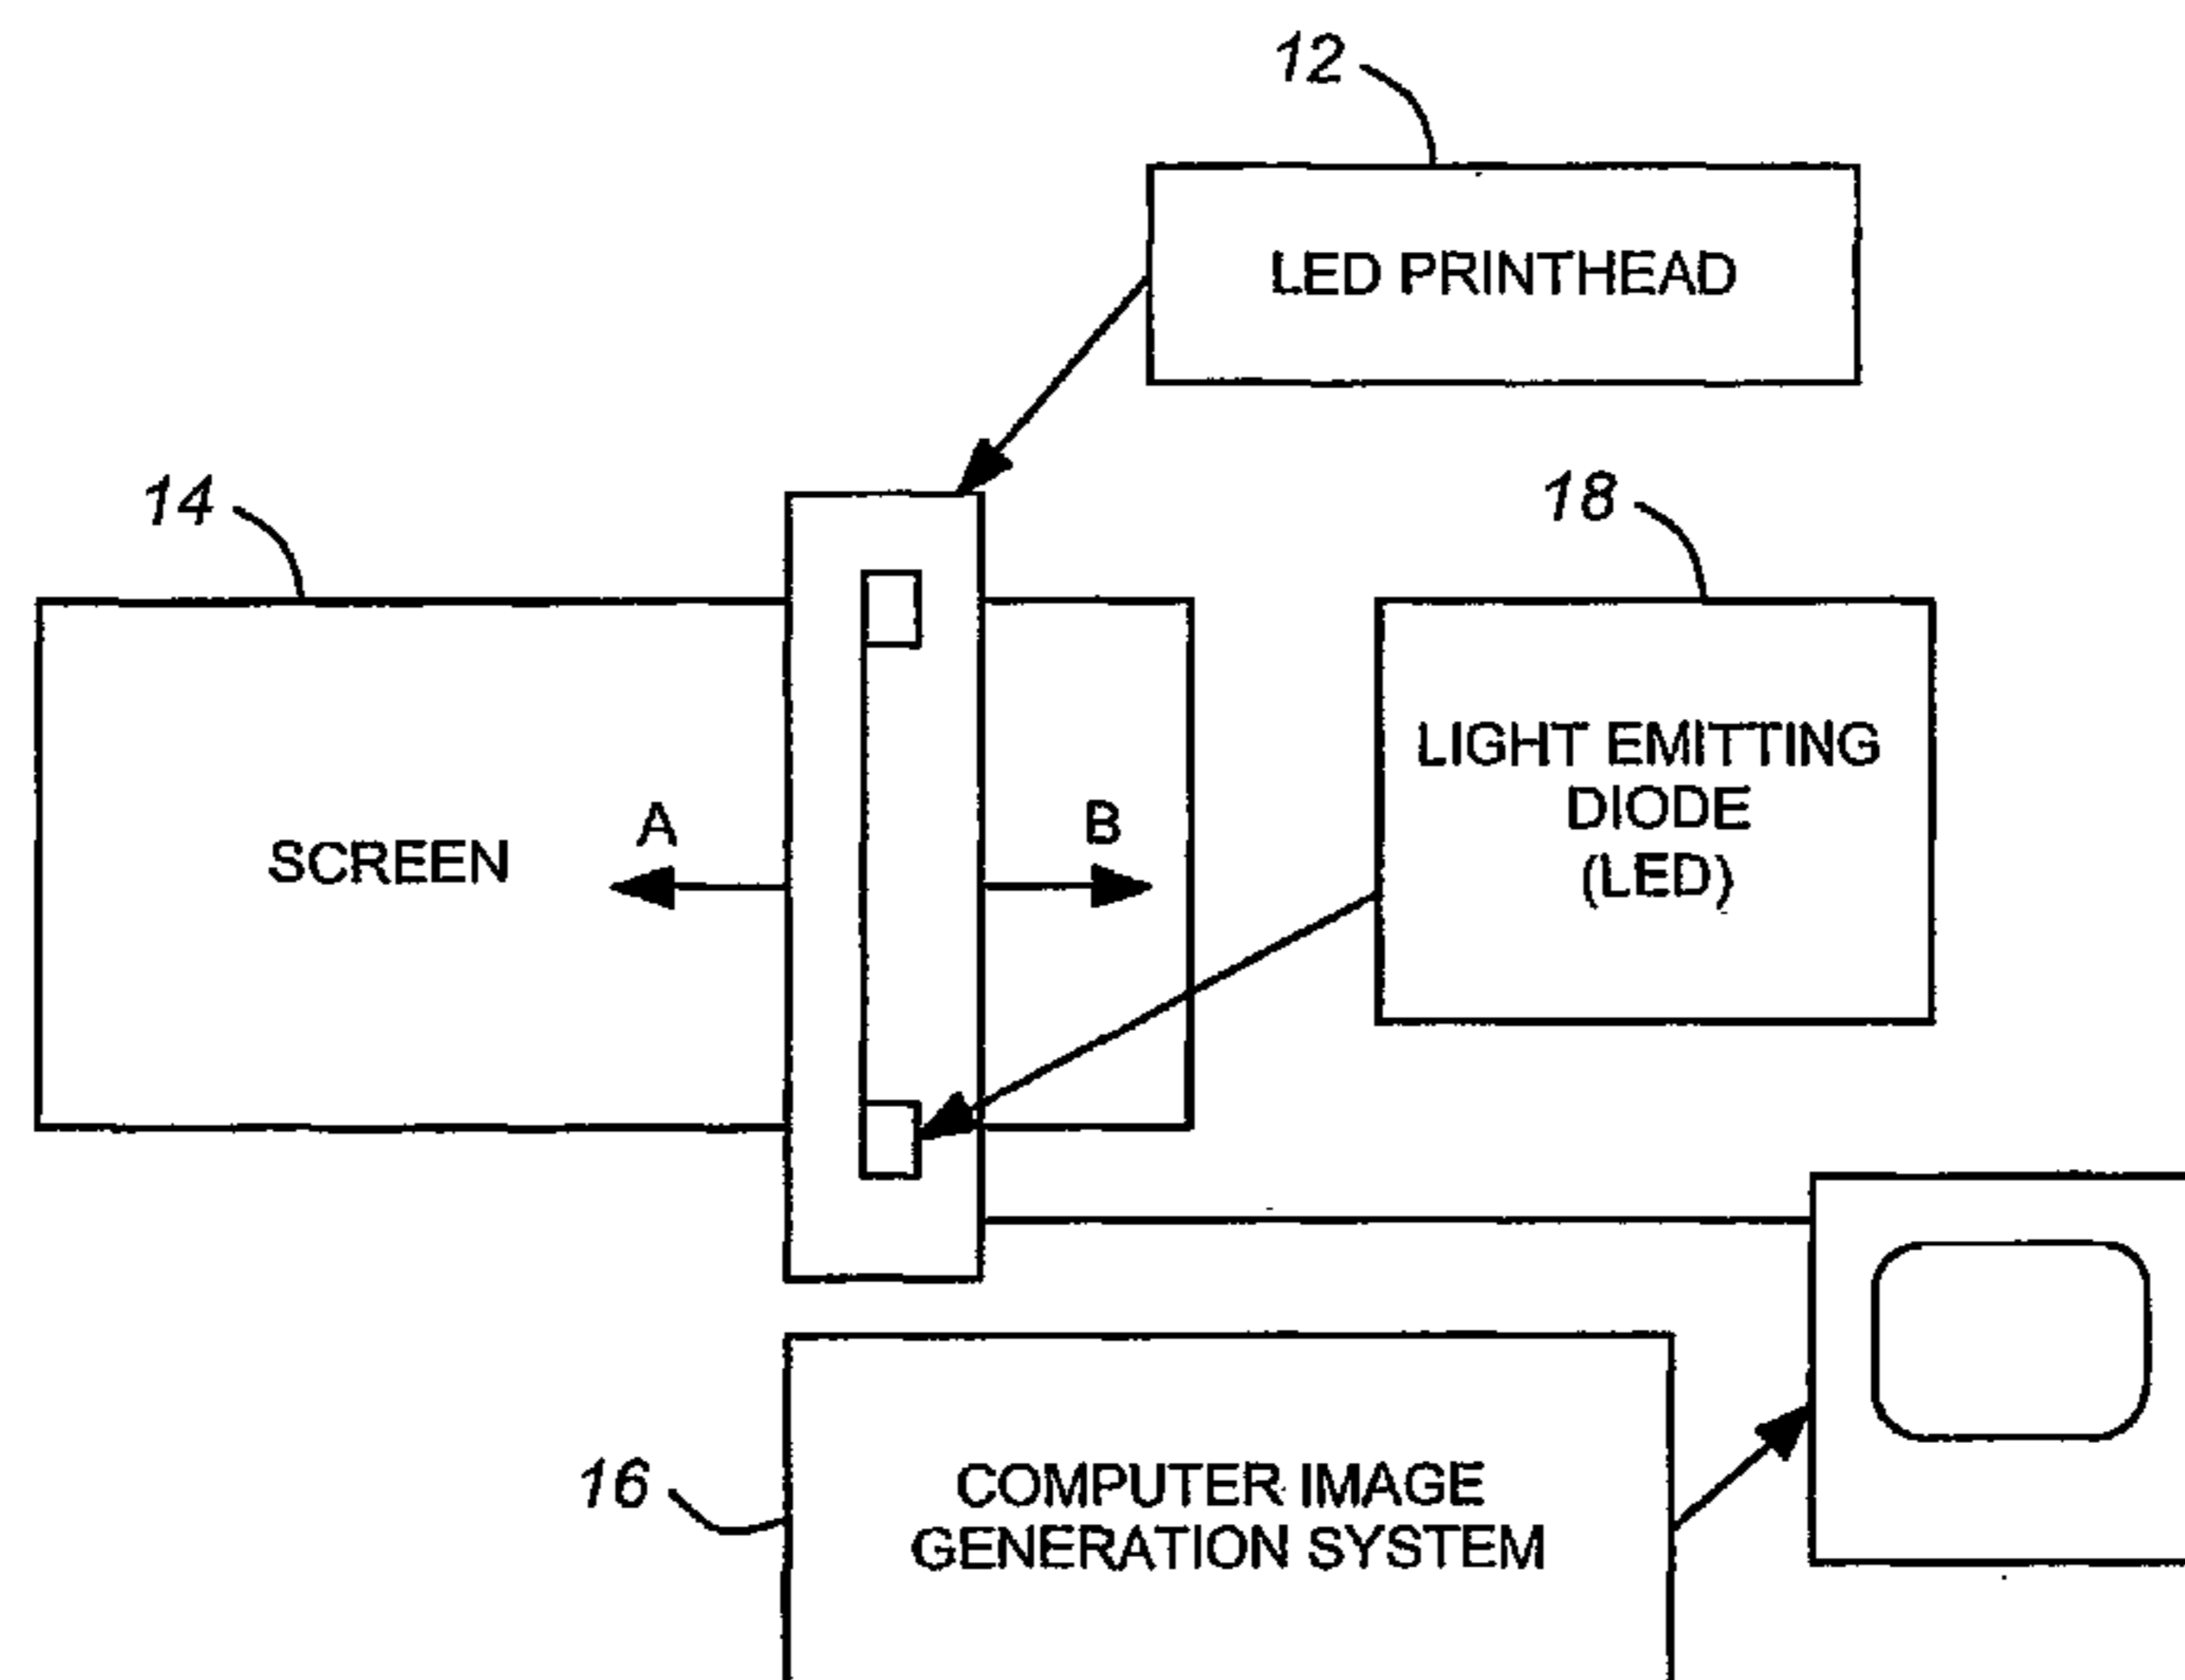 12
LED PRINTHEAD
14
18
LIGHT EMITTING
DIODE
(LED)
SCREEN
A
B
16
COMPUTER IMAGE
GENERATION SYSTEM